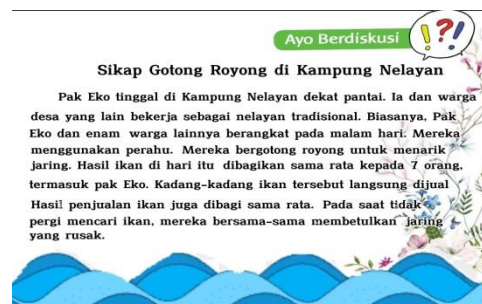 Ayo Berdiskusi
!?!
Sikap Gotong Royong di Kampung Nelayan
Pak Eko tinggal di Kampung Nelayan dekat pantai. Ia dan warga
desa yang lain bekerja sebagai nelayan tradisional. Biasanya, Pak
Eko dan enam warga lainnya berangkat pada malam hari. Mereka
menggunakan perahu. Mereka bergotong royong untuk menarik
jaring. Hasil ikan di hari itu dibagikan sama rata kepada 7 orang,
termasuk pak Eko. Kadang-kadang ikan tersebut langsung dijual
Hasil penjualan ikan juga dibagi sama rata. Pada saat tidak
pergi mencari ikan, mereka bersama-sama membetulkan jaring
yang rusak.